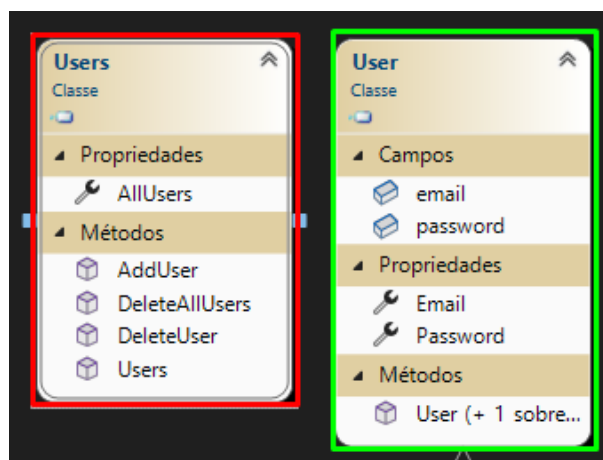 Users
Classe
Propriedades
AllUsers
Métodos
AddUser
DeleteAllUsers
DeleteUser
Users
User
Classe
Campos
email
password
Propriedades
Email
Password
Métodos
User (+ 1 sobre...